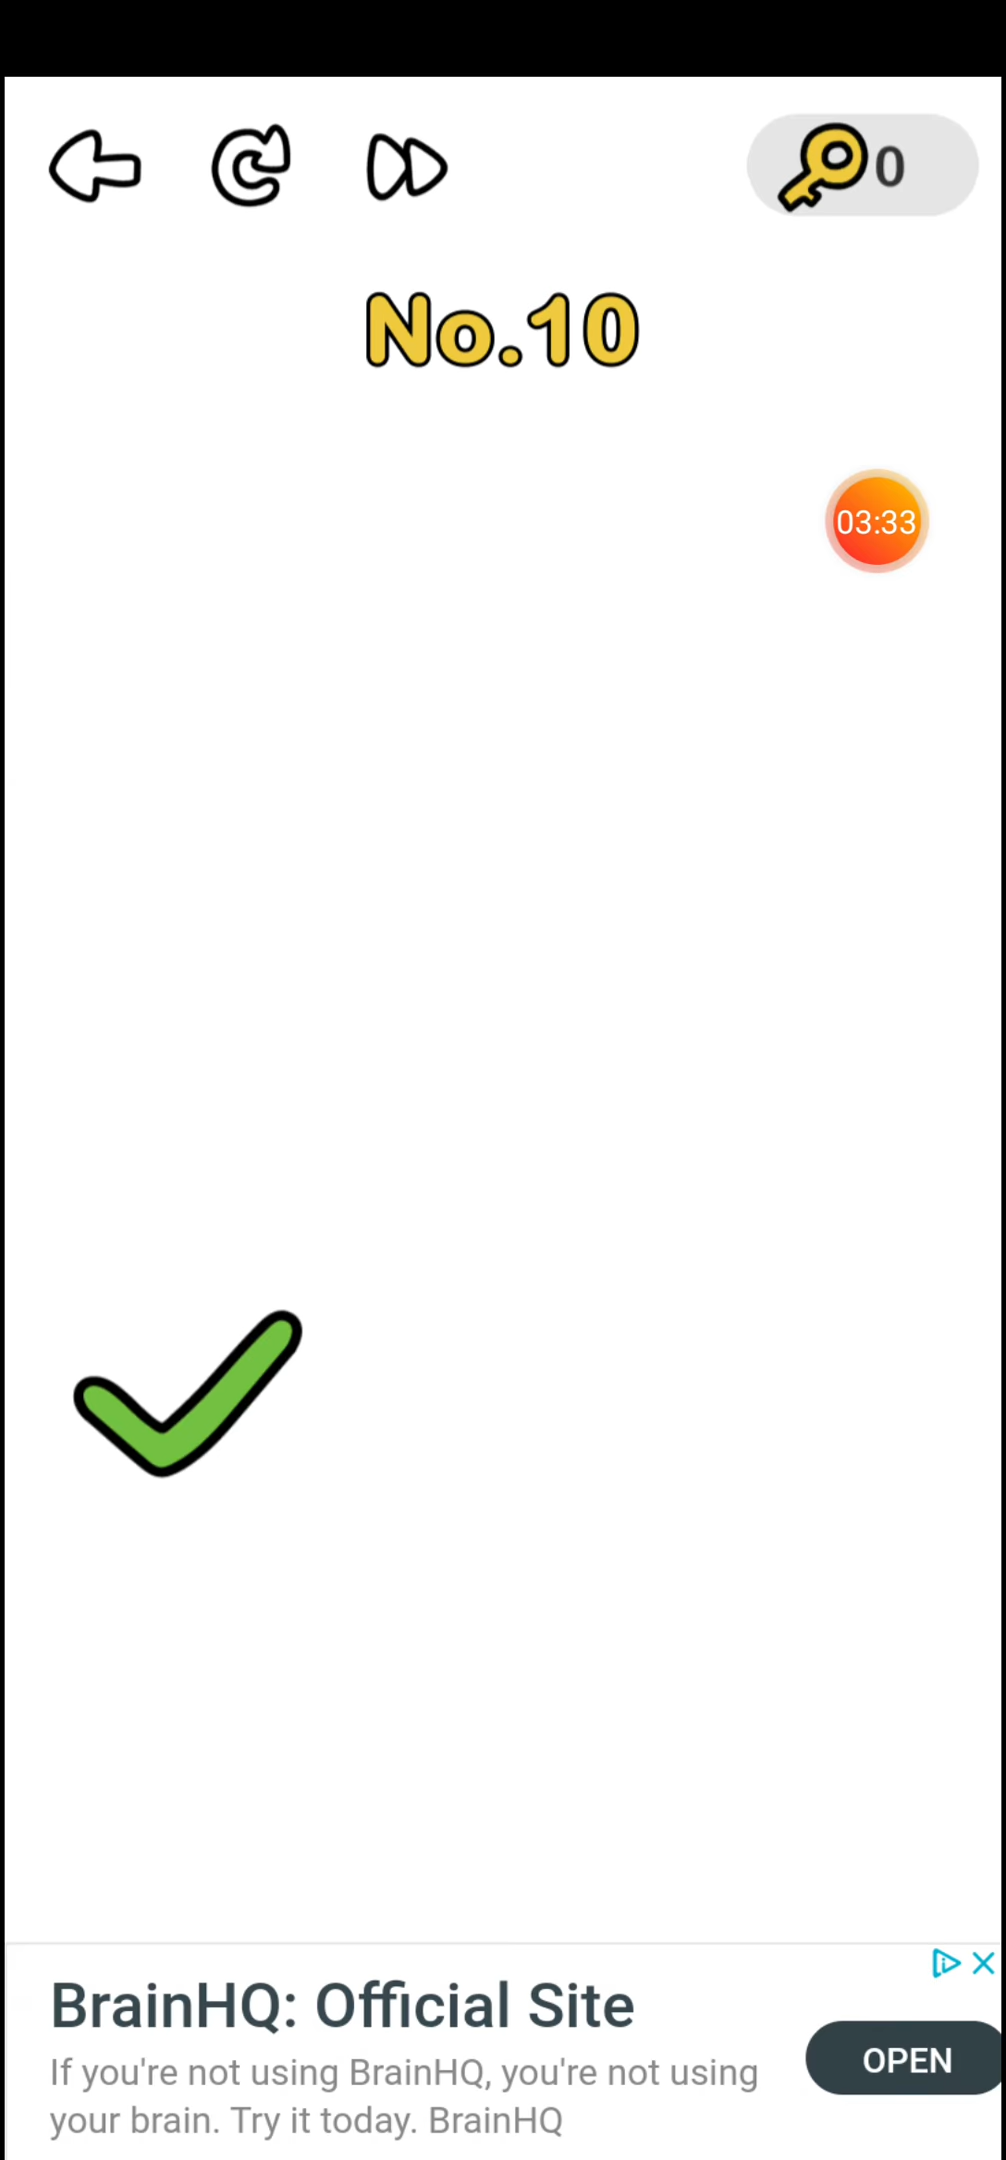 0
No.10
03:33
BrainHQ: Official Site
If you're not using BrainHQ, you're not using
your brain. Try it today. BrainHQ
OPEN